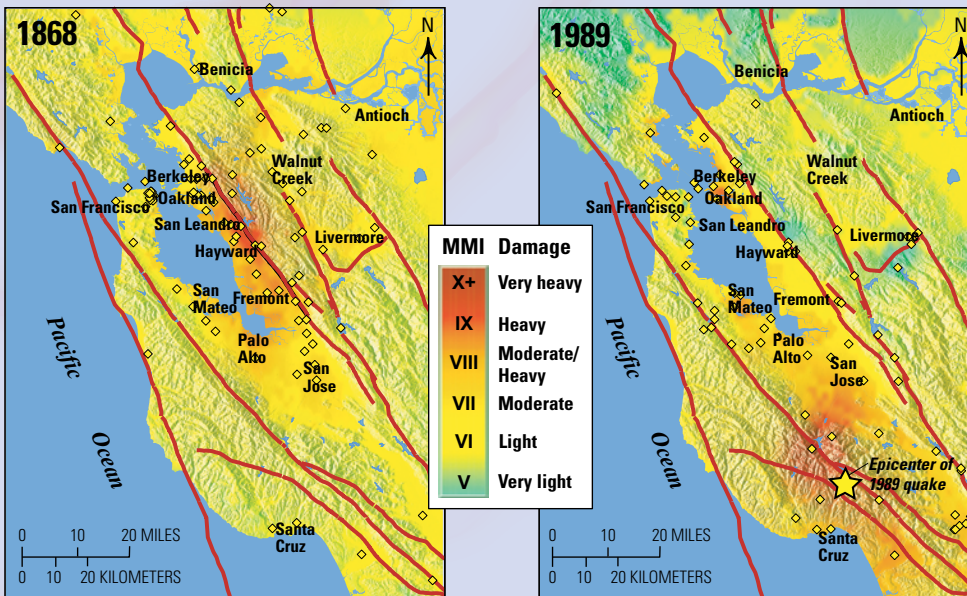 1868
N
Benicia
Antioch
Walnut
Creek
Berkeley
Oakland
San Francisco
San Leandro
Hayward
Livermore
San
Mateo
Fremont
Palo
Alto
San
Jose
Pacific
Ocean
Santa
Cruz
0 10 20 MILES
0 10 20 KILOMETERS
MMI Damage
X+ Very heavy
IX Heavy
VIII Moderate/
Heavy
VII Moderate
VI Light
V Very light
1989
N
Benicia
Antioch
Walnut
Creek
Berkeley
Oakland
San Francisco
San Leandro
Hayward
Livermore
San
Mateo
Fremont
Palo
Alto
San
Jose
Pacific
Ocean
Epicenter of
1989 quake
Santa
Cruz
0 10 20 MILES
0 10 20 KILOMETERS